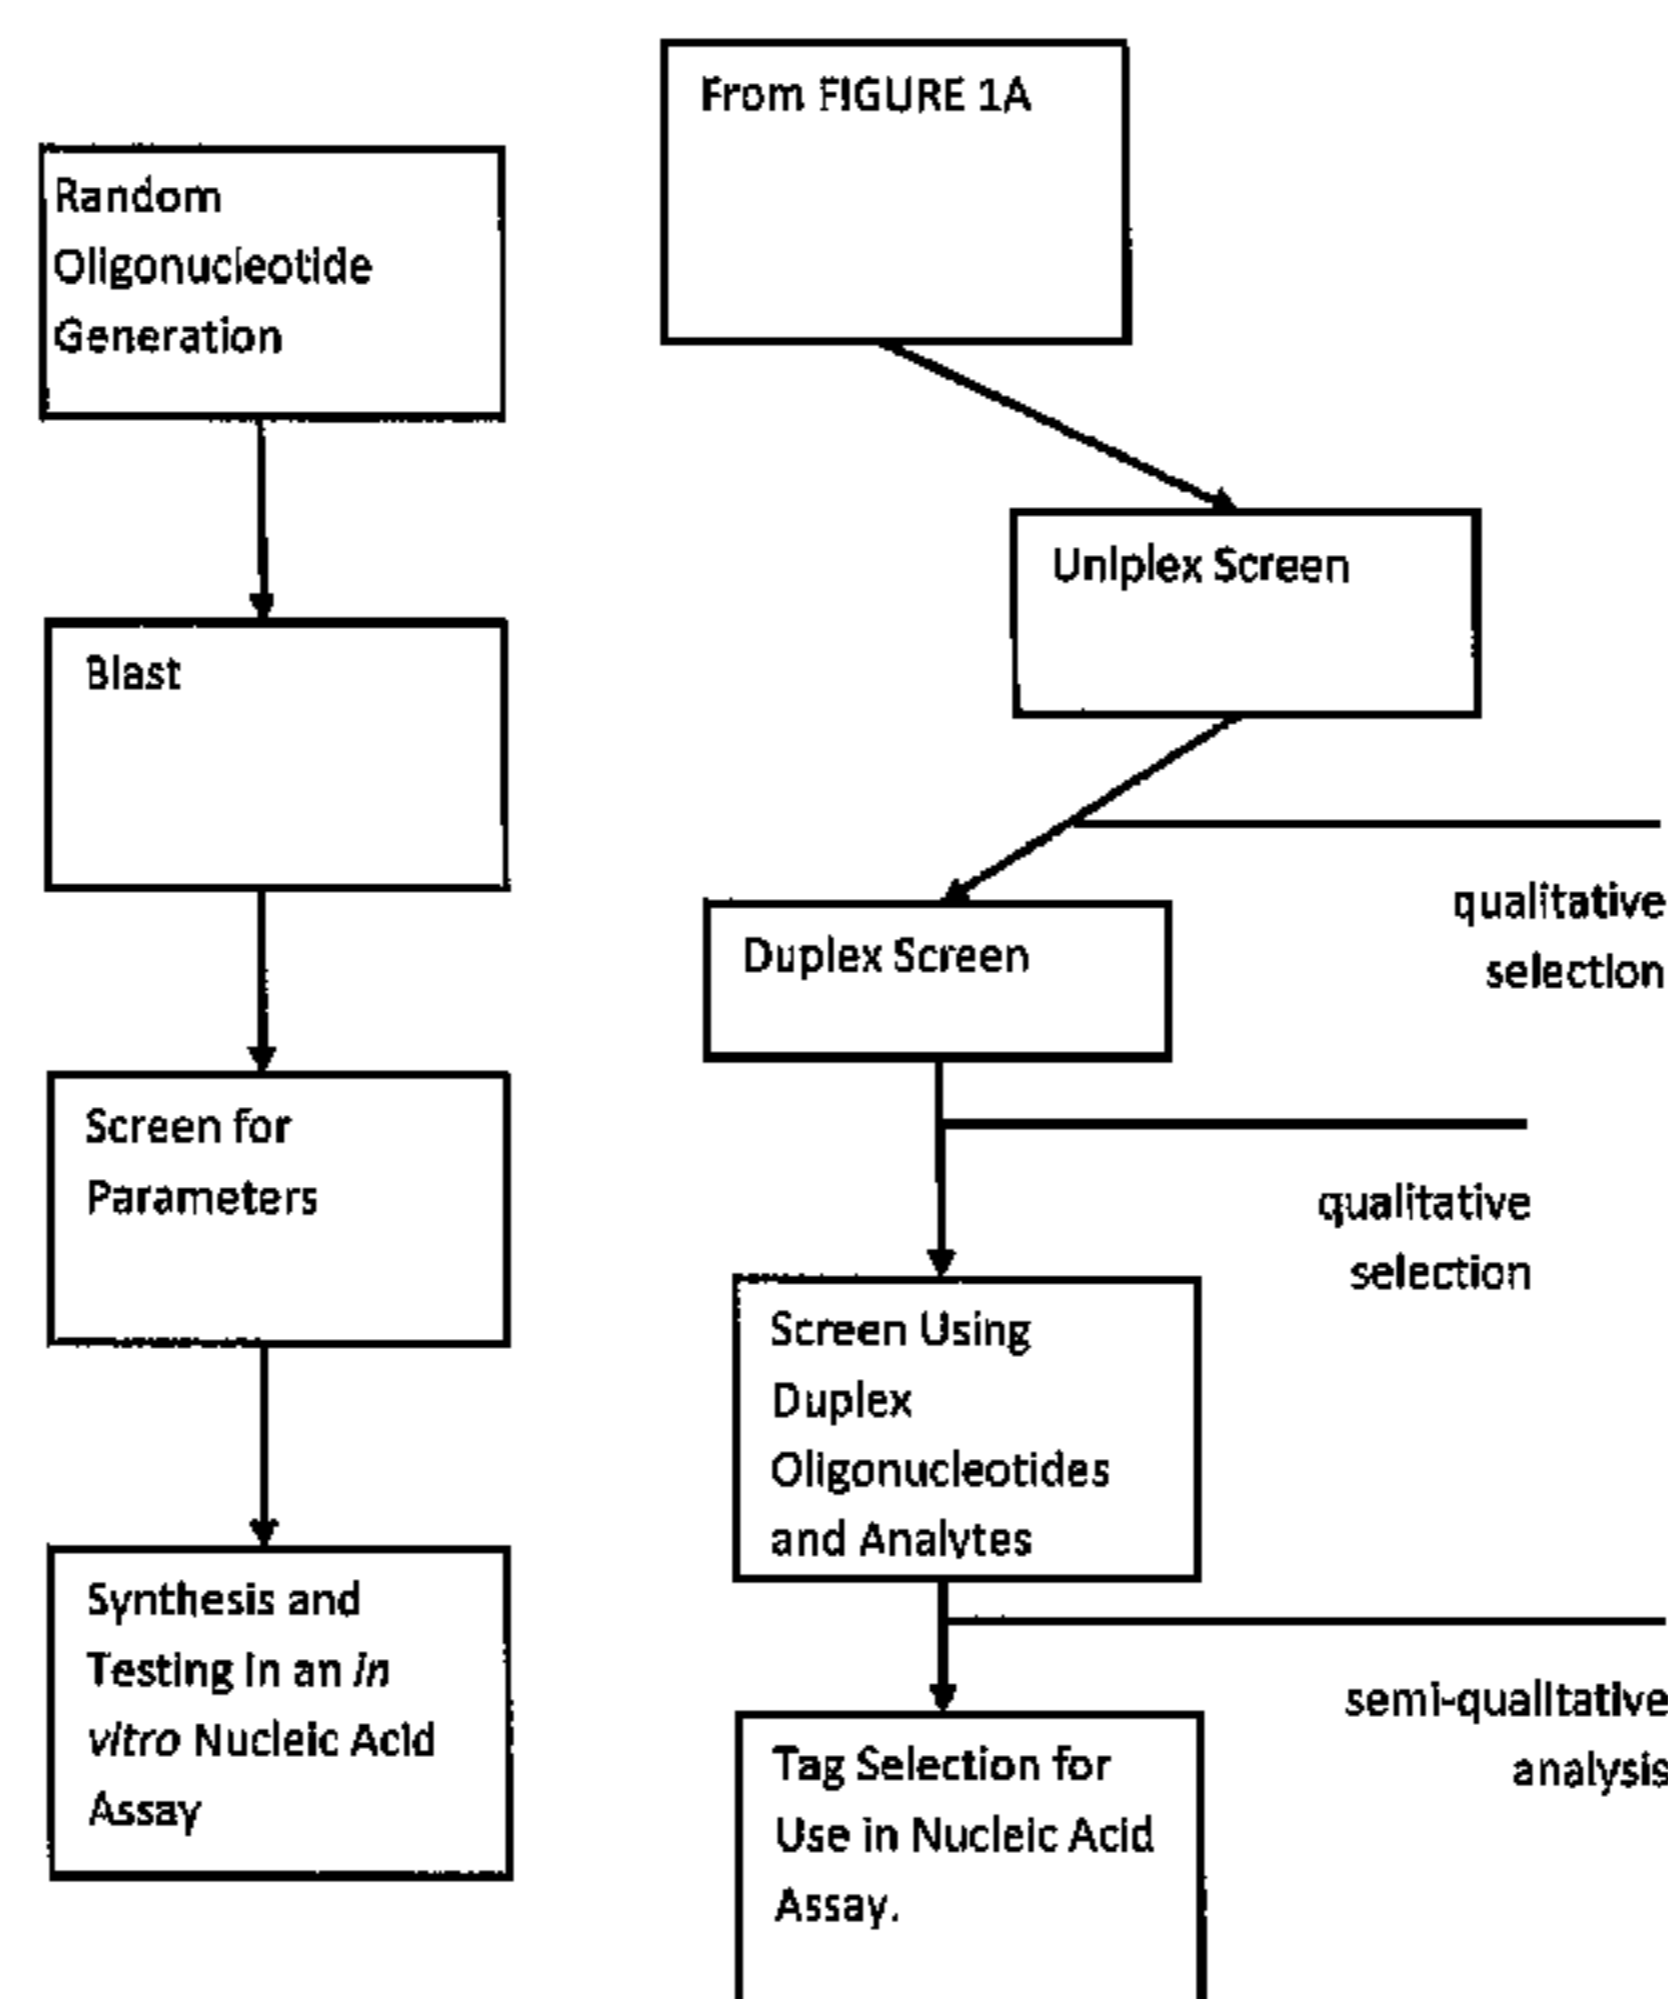 Random
Oligonucleotide
Generation
Blast
Screen for
Parameters
Synthesis and
Testing in an in
vitro Nucleic Acid
Assay
From FIGURE 1A
Uniplex Screen
qualitative
selection
Duplex Screen
qualitative
selection
Screen Using
Duplex
Oligonucleotides
and Analytes
semi-qualitative
analysis
Tag Selection for
Use in Nucleic Acid
Assay.